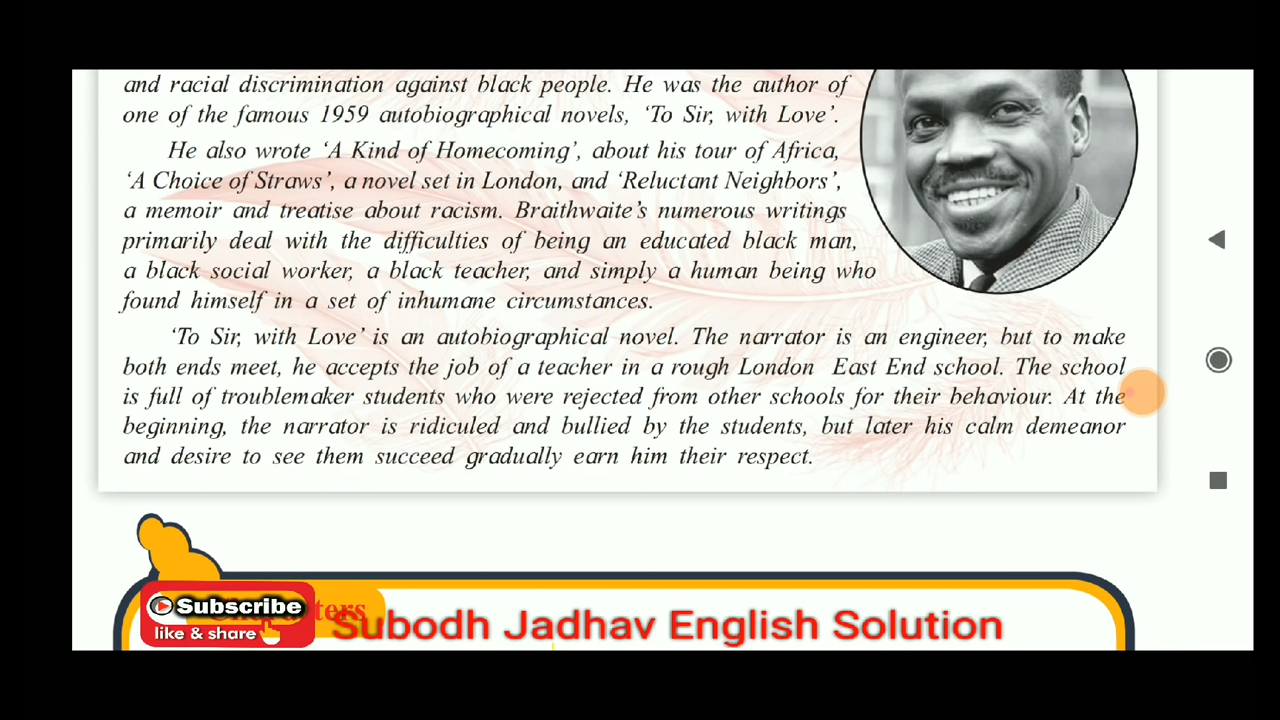 and racial discrimination against black people. He was the author of
one of the famous 1959 autobiographical novels, ‘To Sir, with Love’.
He also wrote ‘A Kind of Homecoming’, about his tour of Africa,
‘A Choice of Straws’, a novel set in London, and ‘Reluctant Neighbors’,
a memoir and treatise about racism. Braithwaite’s numerous writings
primarily deal with the difficulties of being an educated black man,
a black social worker, a black teacher, and simply a human being who
found himself in a set of inhumane circumstances.
‘To Sir, with Love’ is an autobiographical novel. The narrator is an engineer, but to make
both ends meet, he accepts the job of a teacher in a rough London East End school. The school
is full of troublemaker students who were rejected from other schools for their behaviour. At the
beginning, the narrator is ridiculed and bullied by the students, but later his calm demeanor
and desire to see them succeed gradually earn him their respect.
Subscribe
like & share
Subodh Jadhav English Solution